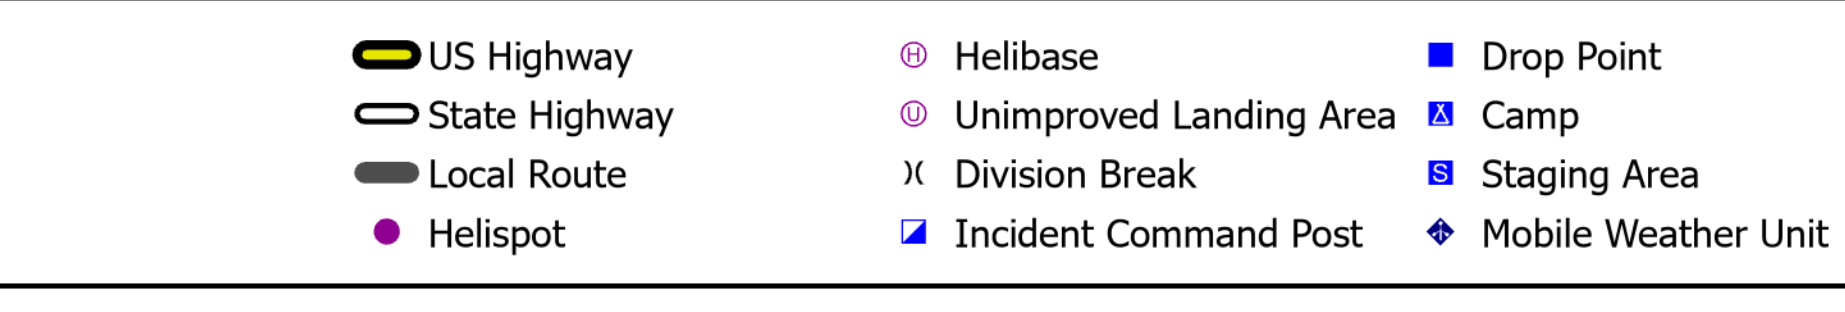 US Highway
State Highway
Local Route
Helispot
H Helibase
U Unimproved Landing Area
)( Division Break
Incident Command Post
Drop Point
Camp
S Staging Area
Mobile Weather Unit